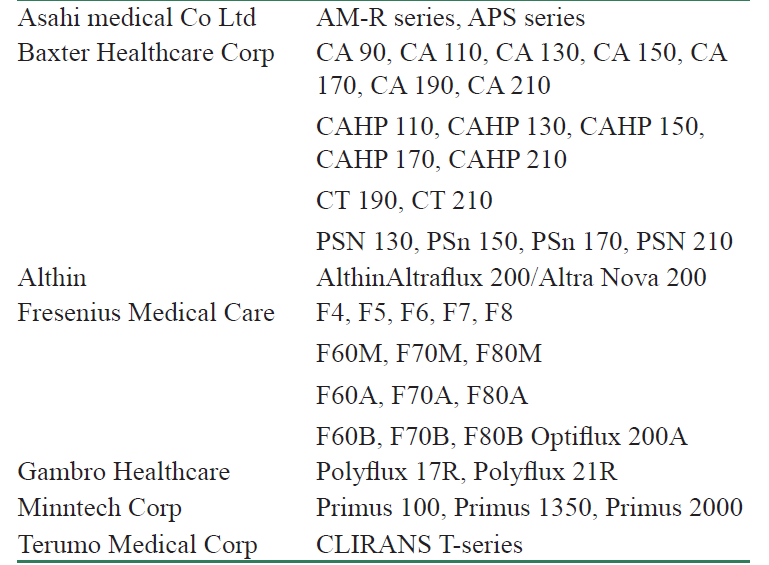 Asahi medical Co Ltd AM-R series, APS series
Baxter Healthcare Corp CA 90, CA 110, CA 130, CA 150, CA
170, CA 190, CA 210
CAHP 110, CAHP 130, CAHP 150,
CAHP 170, CAHP 210
CT 190, CT 210
PSN 130, PSn 150, PSn 170, PSN 210
Althin AlthinAltraflux 200/Altra Nova 200
Fresenius Medical Care F4, F5, F6, F7, F8
F60M, F70M, F80M
F60A, F70A, F80A
F60B, F70B, F80B Optiflux 200A
Gambro Healthcare Polyflux 17R, Polyflux 21R
Minntech Corp Primus 100, Primus 1350, Primus 2000
Terumo Medical Corp CLIRANS T-series